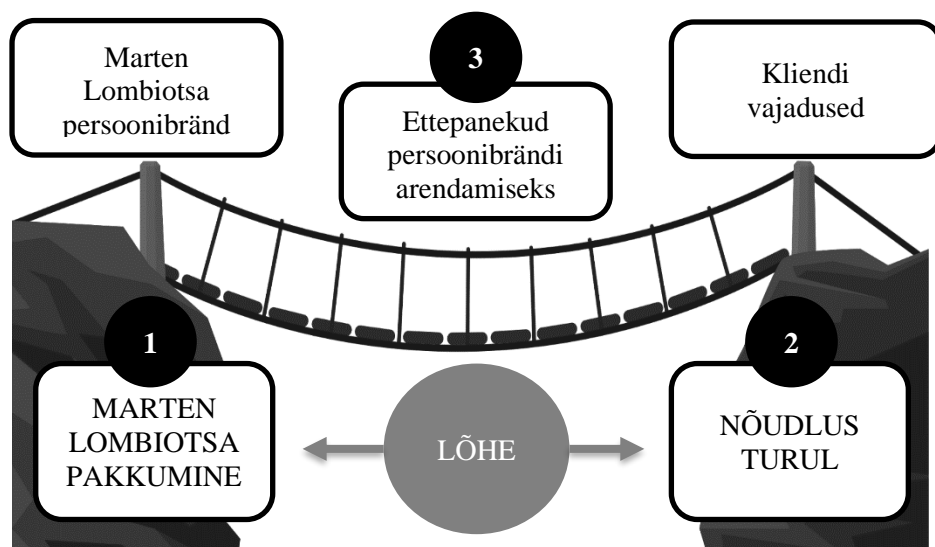 Marten
Lombiotsa
persoonibränd
3
Ettepanekud
persoonibrändi
arendamiseks
Kliendi
vajadused
1
MARTEN
LOMBIOTSA
PAKKUMINE
LÕHE
2
NÕUDLUS
TURUL